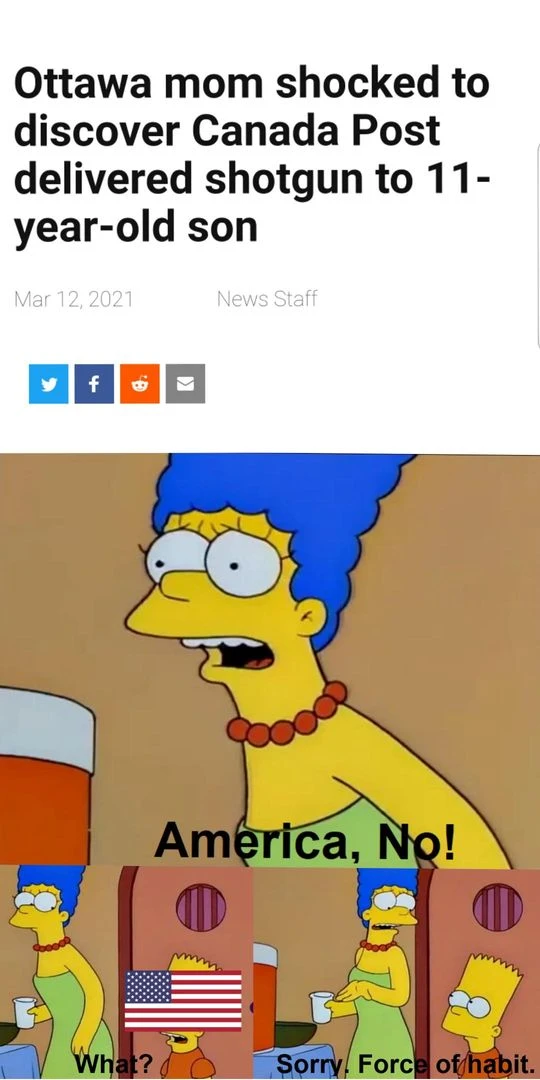 Ottawa mom shocked to
discover Canada Post
delivered shotgun to 11-
year-old son
Mar 12, 2021 News Staff
America, No!
What?
Sorry. Force of habit.